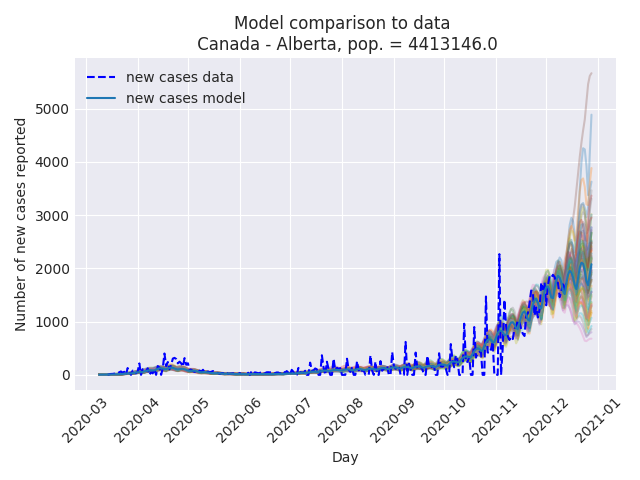 Model comparison to data
Canada - Alberta, pop. = 4413146.0
new cases data
new cases model
Number of new cases reported
5000
4000
3000
2000
1000
0
2020-03
2020-04
2020-05
2020-06
2020-07
2020-08
2020-09
2020-10
2020-11
2020-12
2021-01
Day